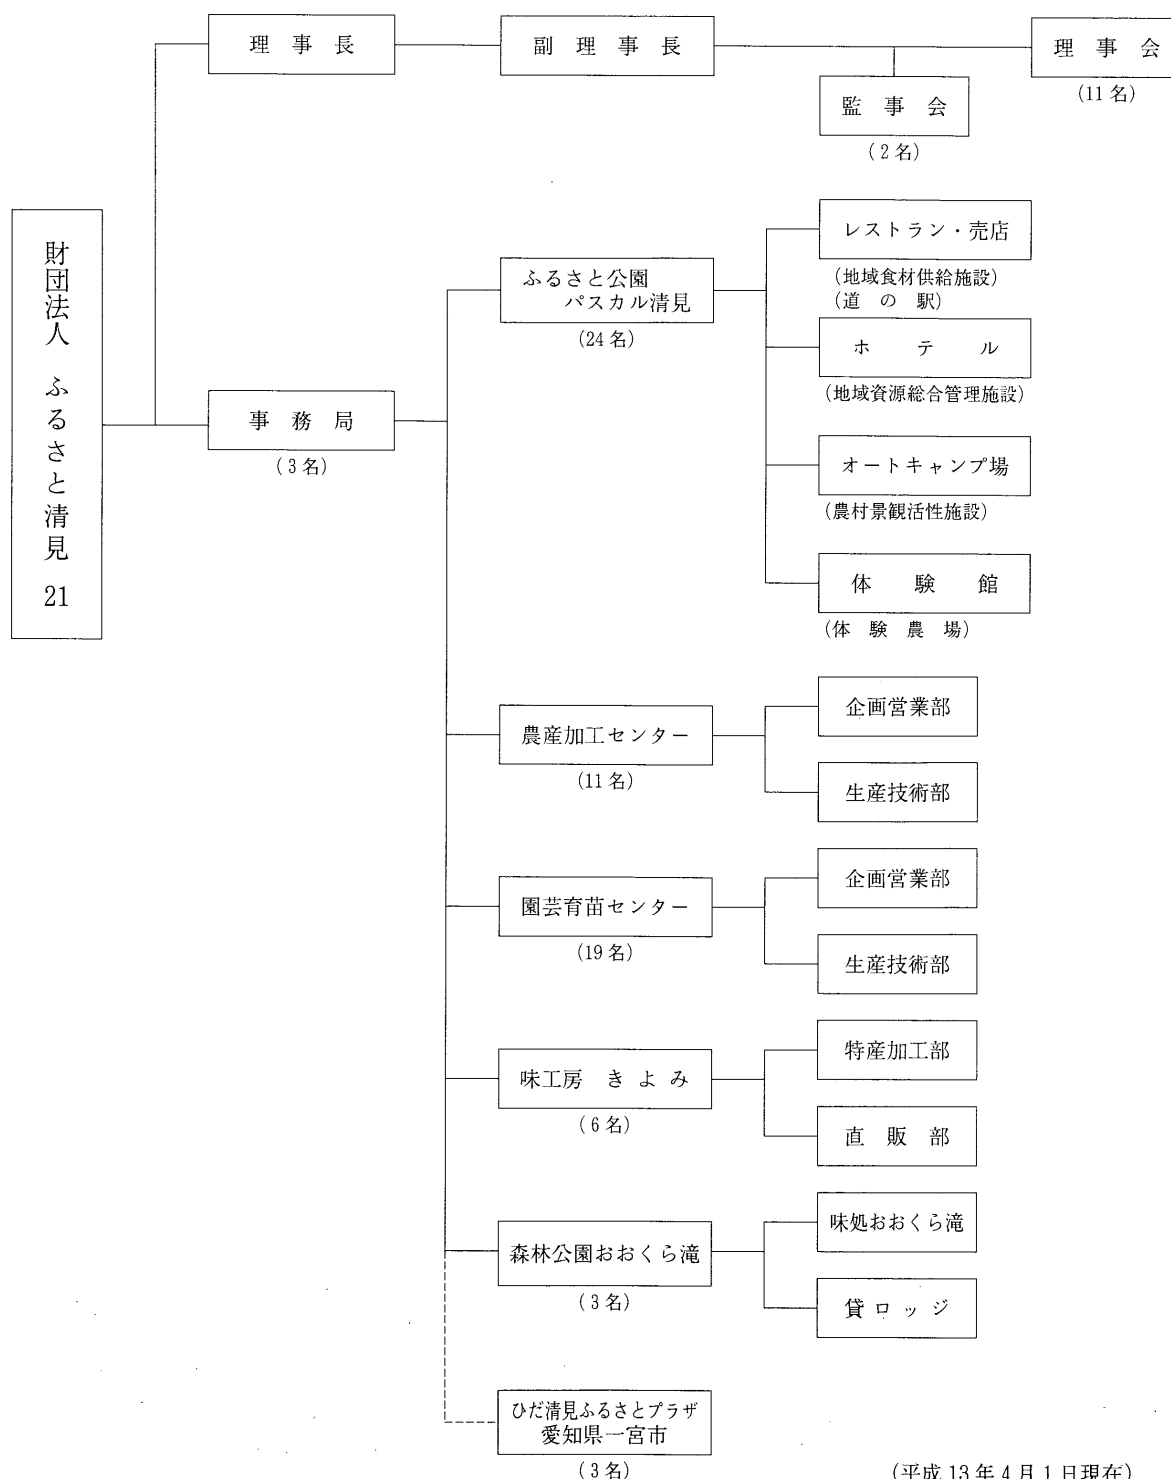 理事長
副理事長
理事会
(11名)
監事会
(2名)
財団法人 ふるさと清見 21
事務局
(3名)
ふるさと公園
パスカル清見
(24名)
レストラン・売店
(地域食材供給施設)
(道の駅)
ホテル
(地域資源総合管理施設)
オートキャンプ場
(農村景観活性施設)
体験館
(体験農場)
農産加工センター
(11名)
企画営業部
生産技術部
園芸育苗センター
(19名)
企画営業部
生産技術部
味工房 きよみ
(6名)
特産加工部
直販部
森林公園おおくら滝
(3名)
味処おおくら滝
貸ロッジ
ひだ清見ふるさとプラザ
愛知県一宮市
(3名)
(平成13年4月1日現在)